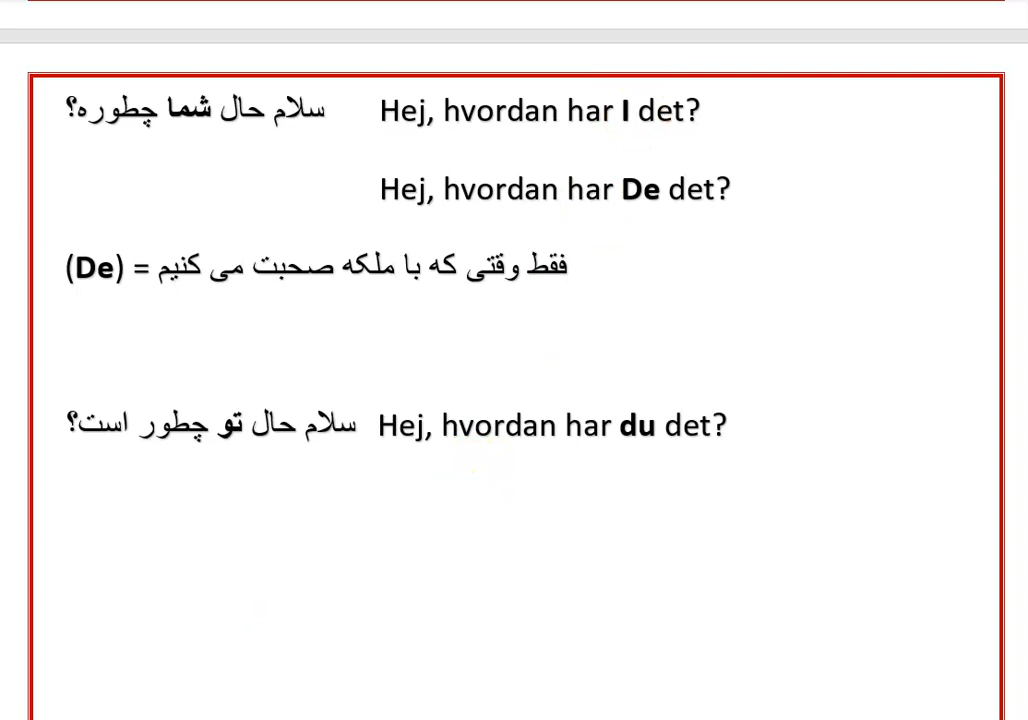 سلام حال شما چطوره؟ Hej, hvordan har I det?
Hej, hvordan har De det?
(De) = فقط وقتی که با ملکه صحبت می کنیم
سلام حال تو چطور است؟ Hej, hvordan har du det?